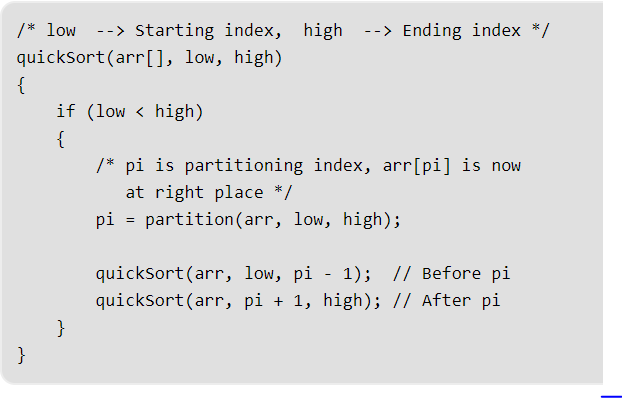 /* low  --> Starting index,  high  --> Ending index */
quickSort(arr[], low, high)
{
    if (low < high)
    {
        /* pi is partitioning index, arr[pi] is now
           at right place */
        pi = partition(arr, low, high);

        quickSort(arr, low, pi - 1);  // Before pi
        quickSort(arr, pi + 1, high); // After pi
    }
}